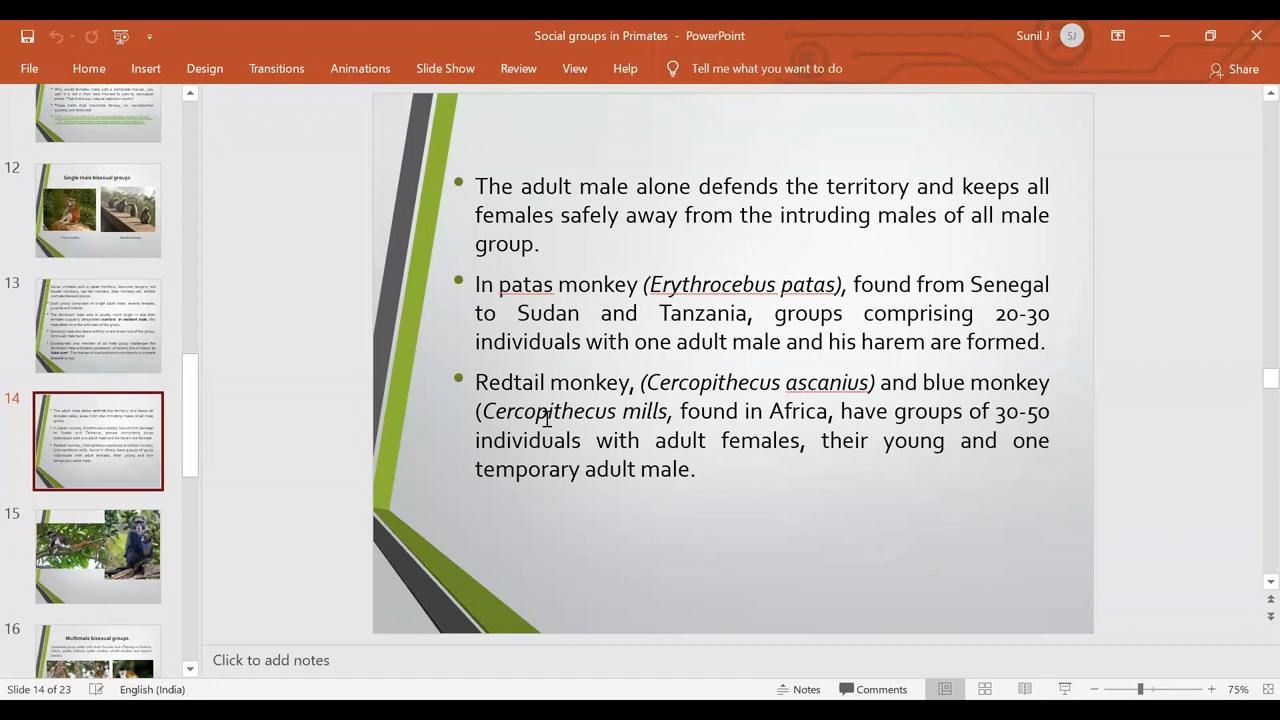 Social groups in Primates - PowerPoint
Sunil J
SJ
File Home Insert Design Transitions Animations Slide Show Review View Help Tell me what you want to do Share
12
Single male bisexual groups
13
14
15
16
Multimale bisexual groups.
• The adult male alone defends the territory and keeps all
females safely away from the intruding males of all male
group.
• In patas monkey (Erythrocebus patas), found from Senegal
to Sudan and Tanzania, groups comprising 20-30
individuals with one adult male and his harem are formed.
• Redtail monkey, (Cercopithecus ascanius) and blue monkey
(Cercopithecus mills, found in Africa, have groups of 30-50
individuals with adult females, their young and one
temporary adult male.
Click to add notes
Slide 14 of 23 English (India) Notes Comments 75%